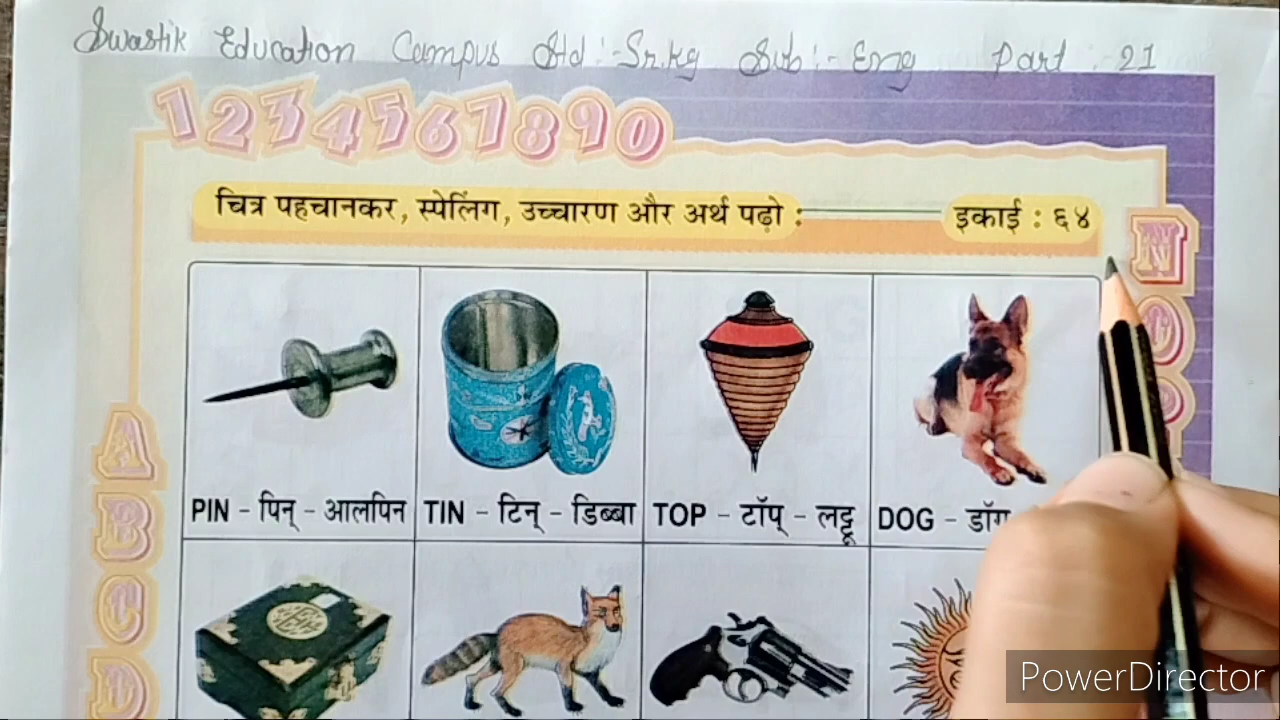 Swastik Education Campus Std :- Sr.kg Sub :- Eng Part :- 21
1234567890
चित्र पहचानकर, स्पेलिंग, उच्चारण और अर्थ पढ़ो : इकाई : ६४
N
A
B
C
D
PIN - पिन् - आलपिन
TIN - टिन् - डिब्बा
TOP - टॉप् - लट्टू
DOG - डॉग
PowerDirector